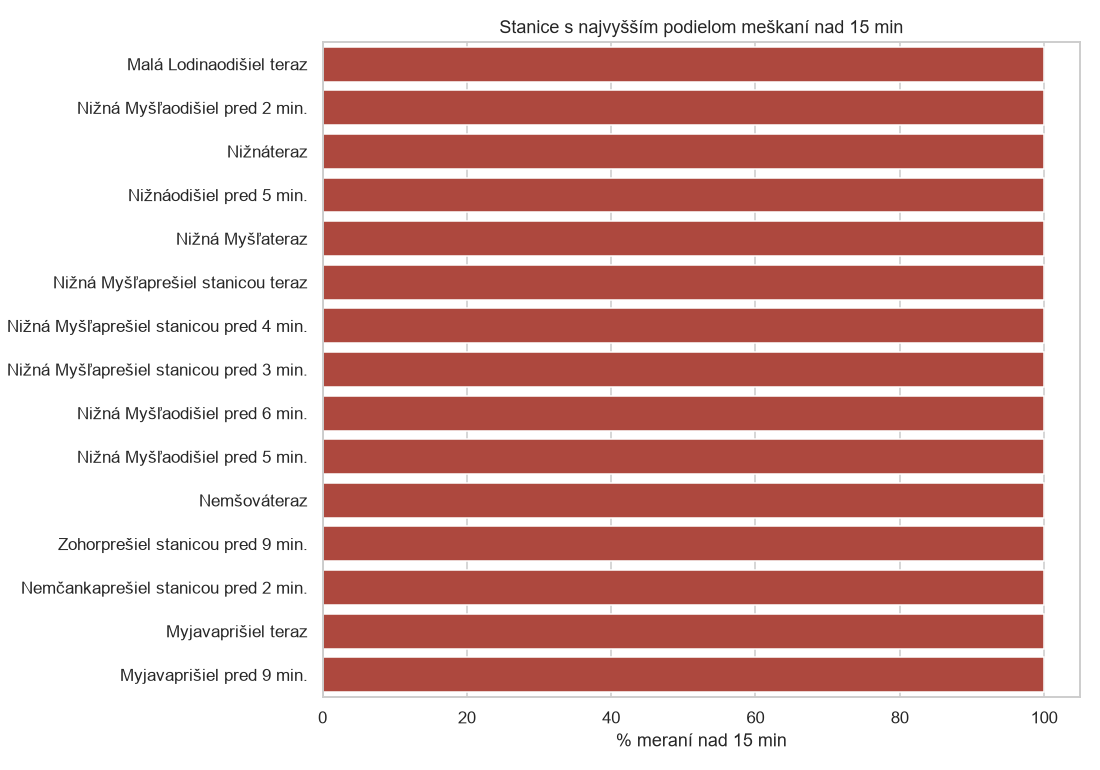 Stanice s najvyšším podielom meškaní nad 15 min
Malá Lodinaodišiel teraz
Nižná Myšľaodišiel pred 2 min.
Nižnáteraz
Nižnáodišiel pred 5 min.
Nižná Myšľateraz
Nižná Myšľaprešiel stanicou teraz
Nižná Myšľaprešiel stanicou pred 4 min.
Nižná Myšľaprešiel stanicou pred 3 min.
Nižná Myšľaodišiel pred 6 min.
Nižná Myšľaodišiel pred 5 min.
Nemšováteraz
Zohorprešiel stanicou pred 9 min.
Nemčankaprešiel stanicou pred 2 min.
Myjavaprišiel teraz
Myjavaprišiel pred 9 min.
0 20 40 60 80 100
% meraní nad 15 min